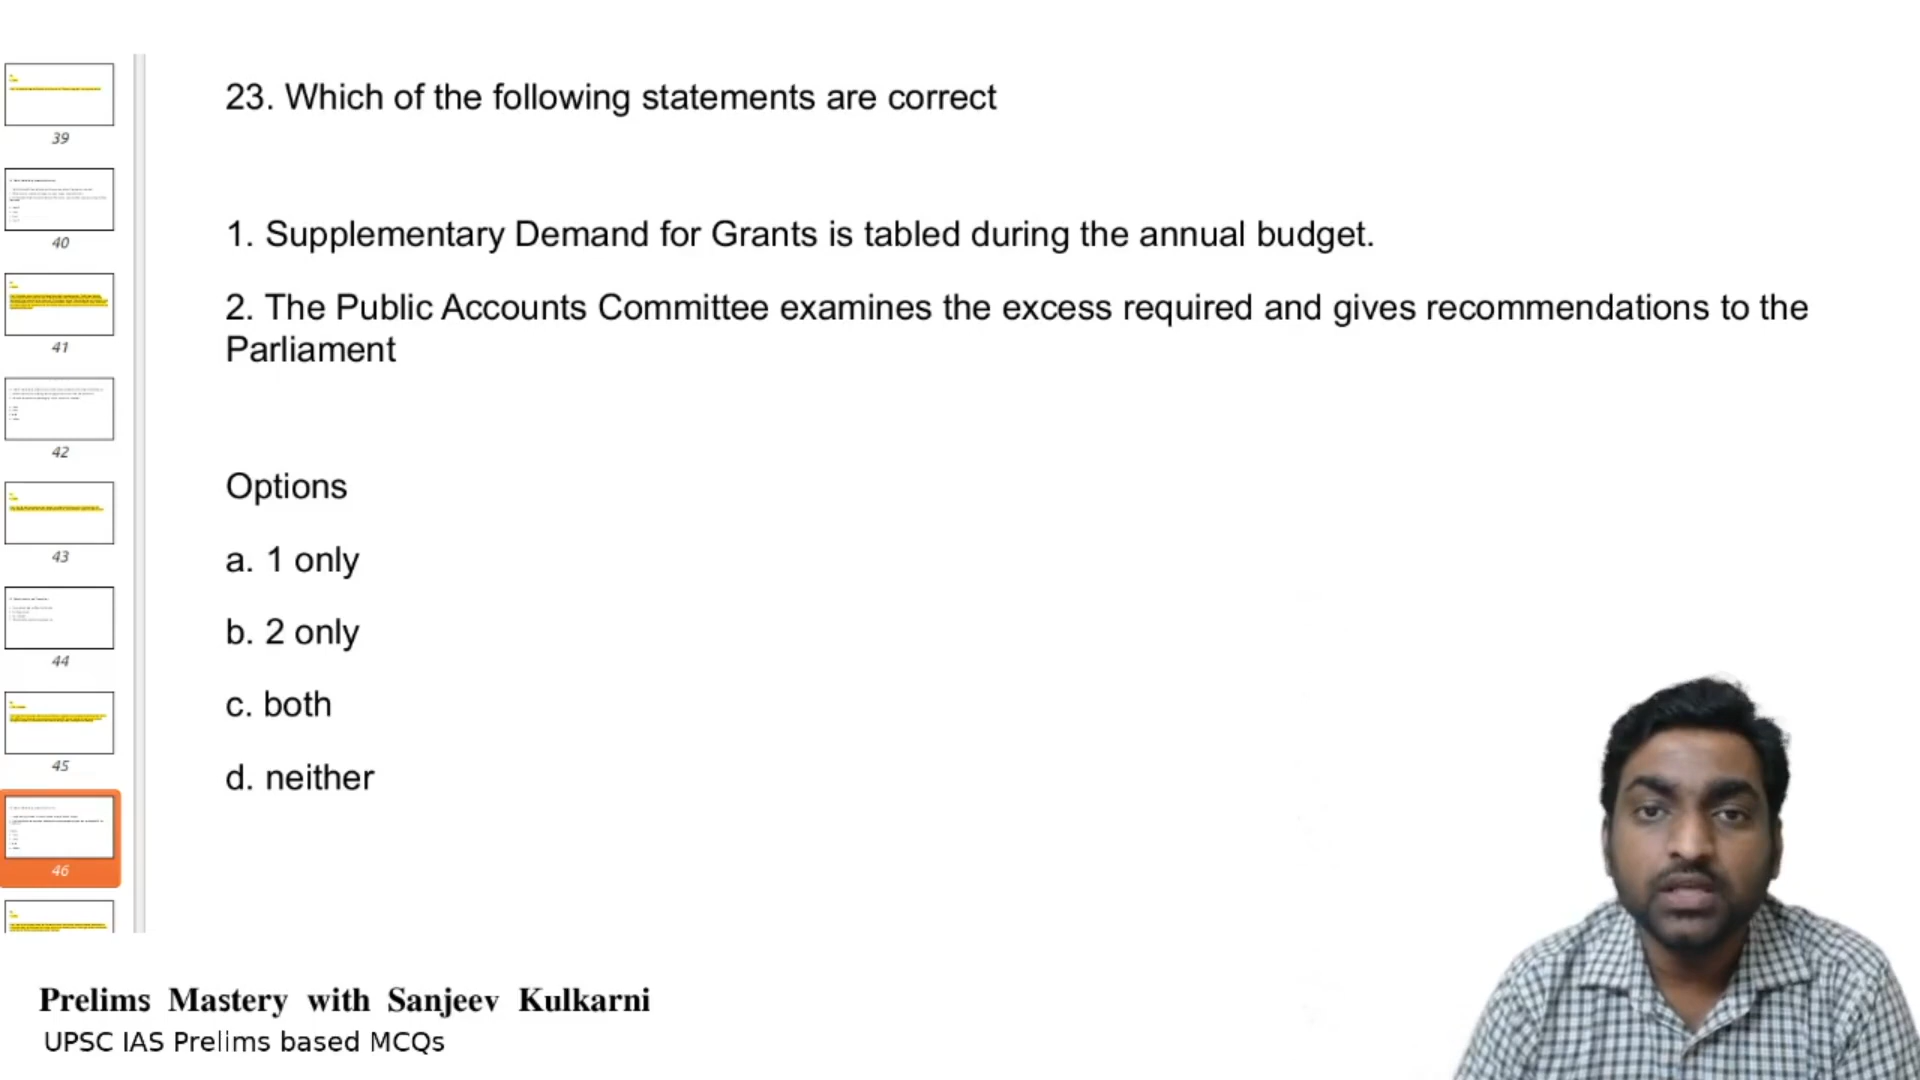 23. Which of the following statements are correct
1. Supplementary Demand for Grants is tabled during the annual budget.
2. The Public Accounts Committee examines the excess required and gives recommendations to the
Parliament
Options
a. 1 only
b. 2 only
c. both
d. neither
39
40
41
42
43
44
45
46
Prelims Mastery with Sanjeev Kulkarni
UPSC IAS Prelims based MCQs